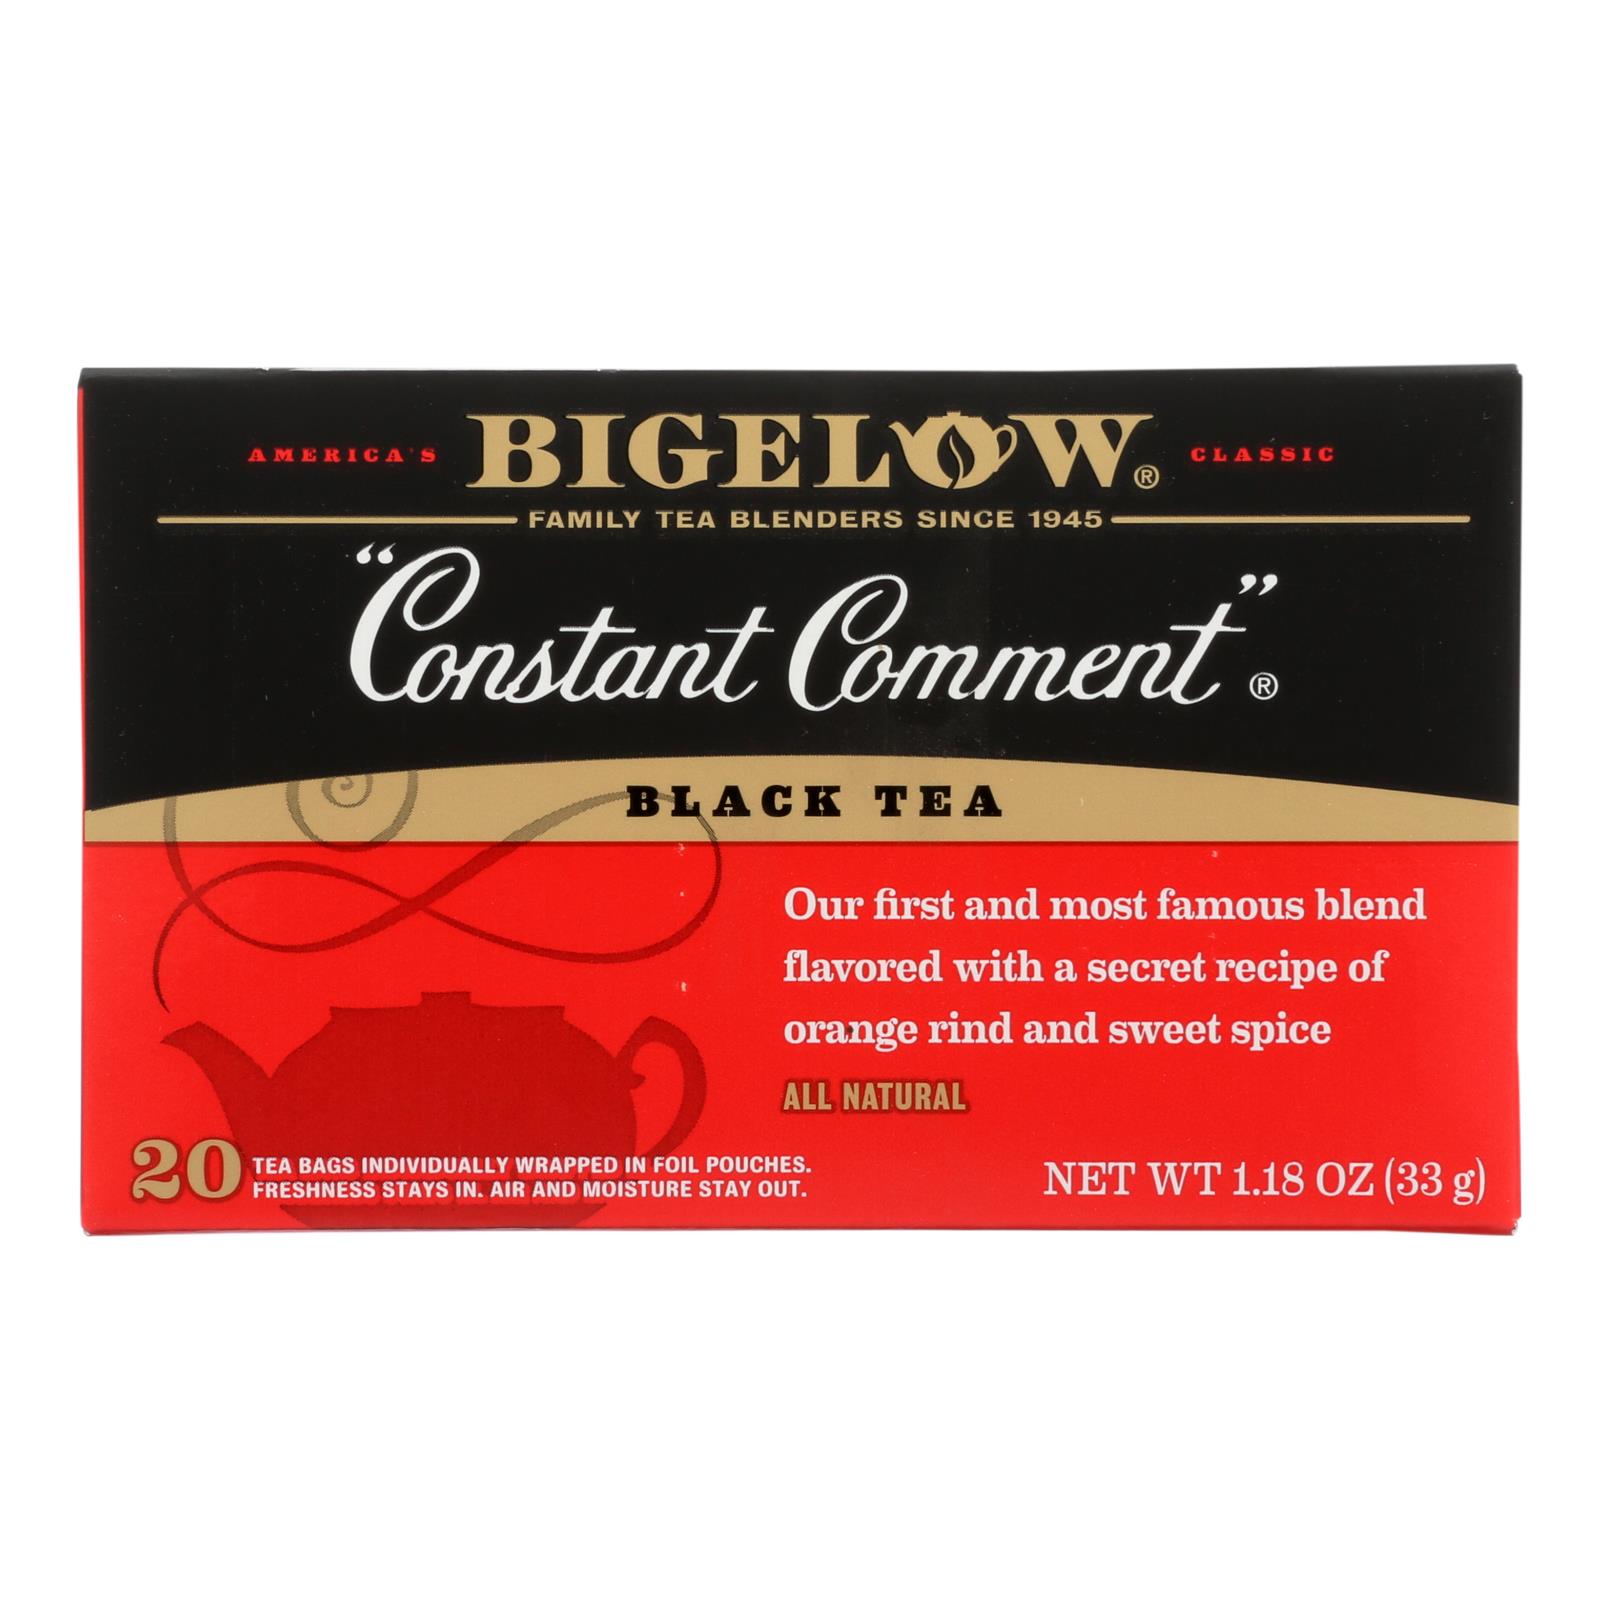 AMERICA'S BIGELOW® CLASSIC
FAMILY TEA BLENDERS SINCE 1945
“Constant Comment”®
BLACK TEA
Our first and most famous blend
flavored with a secret recipe of
orange rind and sweet spice
ALL NATURAL
20 TEA BAGS INDIVIDUALLY WRAPPED IN FOIL POUCHES.
FRESHNESS STAYS IN. AIR AND MOISTURE STAY OUT.
NET WT 1.18 OZ (33 g)